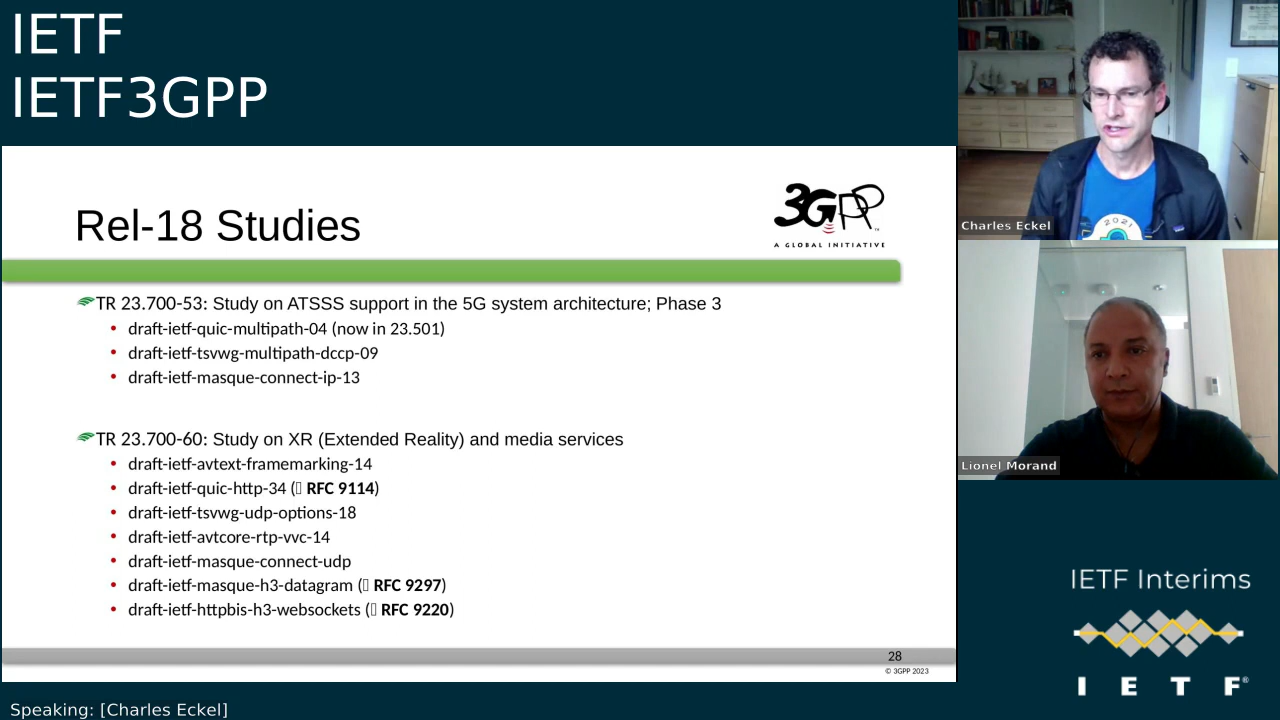 IETF
IETF3GPP
Rel-18 Studies
3GPP
™
A GLOBAL INITIATIVE
TR 23.700-53: Study on ATSSS support in the 5G system architecture; Phase 3
• draft-ietf-quic-multipath-04 (now in 23.501)
• draft-ietf-tsvwg-multipath-dccp-09
• draft-ietf-masque-connect-ip-13
TR 23.700-60: Study on XR (Extended Reality) and media services
• draft-ietf-avtext-framemarking-14
• draft-ietf-quic-http-34 (▯ RFC 9114)
• draft-ietf-tsvwg-udp-options-18
• draft-ietf-avtcore-rtp-vvc-14
• draft-ietf-masque-connect-udp
• draft-ietf-masque-h3-datagram (▯ RFC 9297)
• draft-ietf-httpbis-h3-websockets (▯ RFC 9220)
28
© 3GPP 2023
Speaking: [Charles Eckel]
2021
Charles Eckel
Lionel Morand
IETF Interims
I E T F®